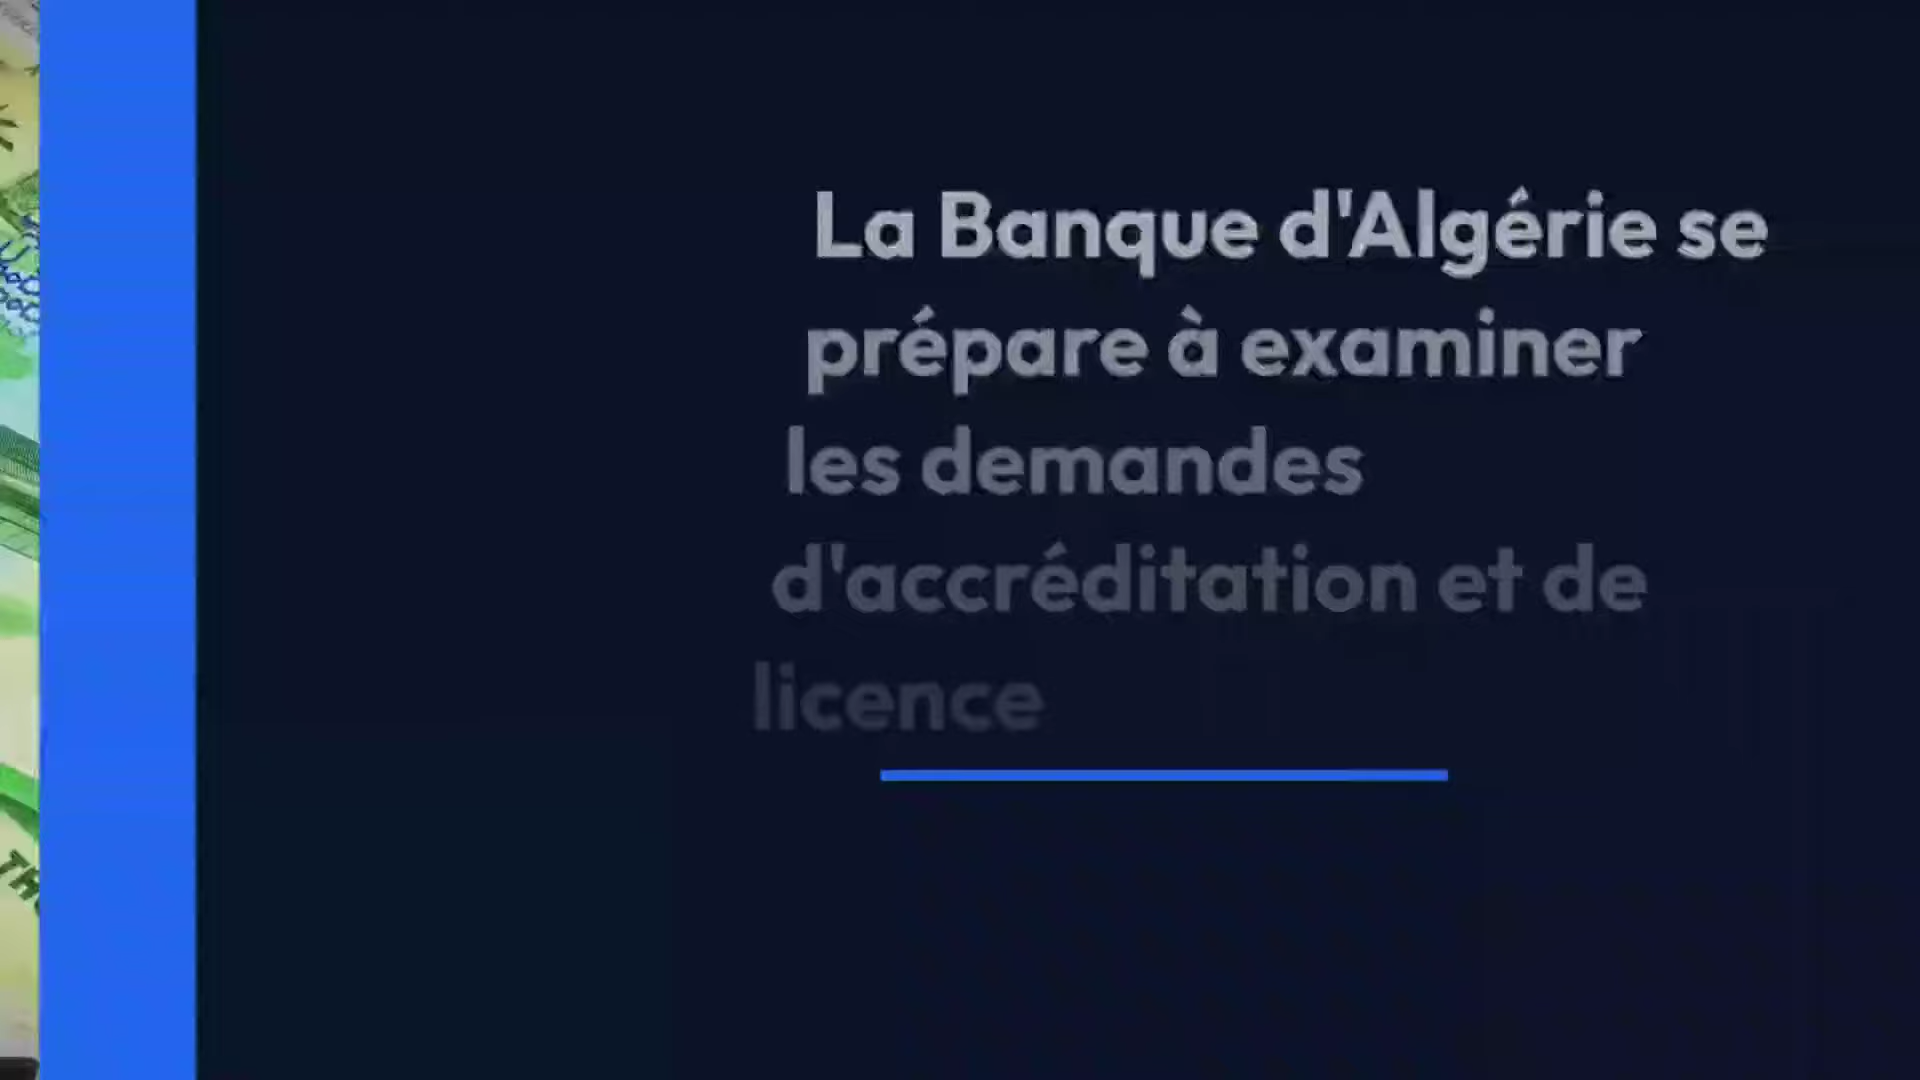 La Banque d'Algérie se
prépare à examiner
les demandes
d'accréditation et de
licence